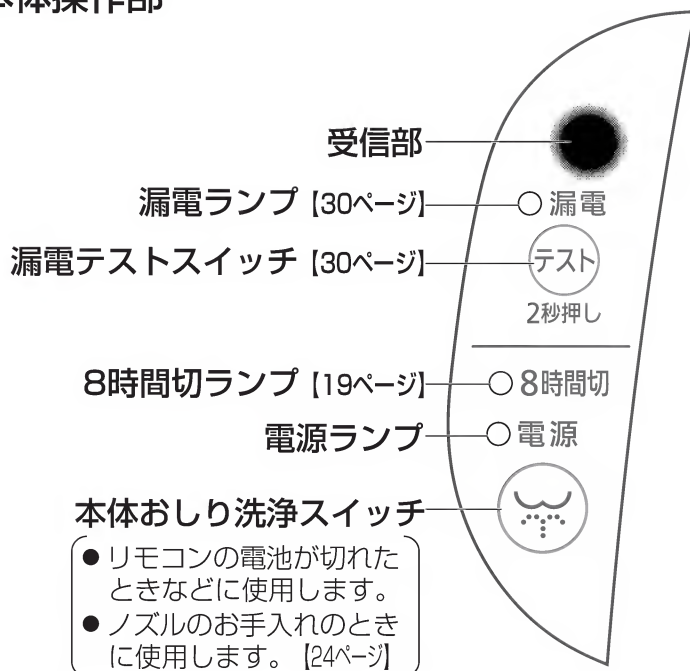 本体操作部
受信部
漏電ランプ【30ページ】
漏電
漏電テストスイッチ【30ページ】
テスト
2秒押し
8時間切ランプ【19ページ】
8時間切
電源ランプ
電源
本体おしり洗浄スイッチ
● リモコンの電池が切れた
ときなどに使用します。
● ノズルのお手入れのとき
に使用します。【24ページ】